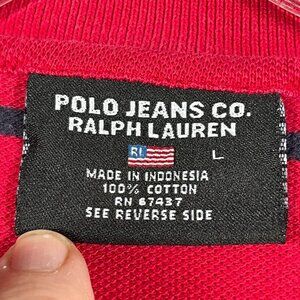 POLO JEANS CO.
RALPH LAUREN
RL
L
MADE IN INDONESIA
100% COTTON
RN 67437
SEE REVERSE SIDE